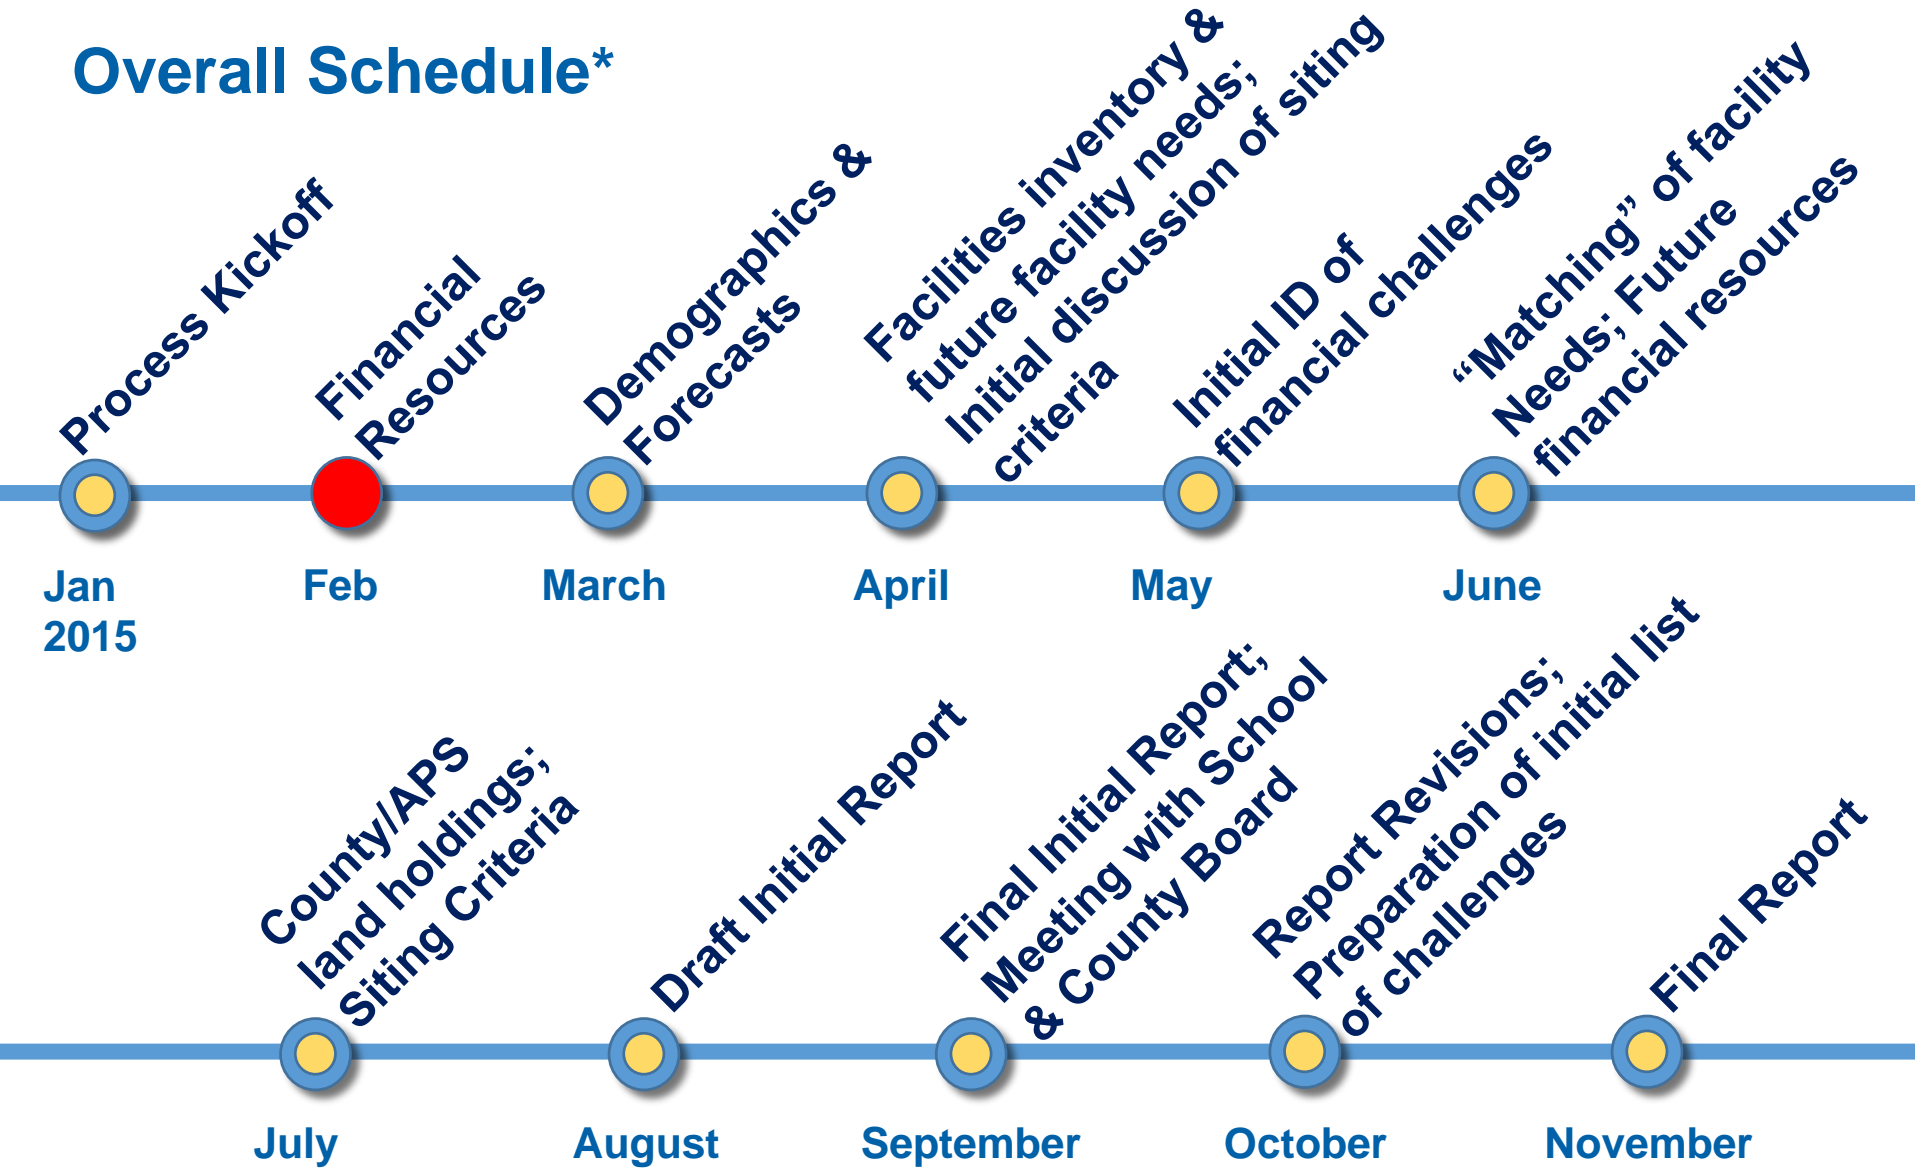 Overall Schedule*
Process Kickoff
Financial
Resources
Demographics &
Forecasts
Facilities inventory &
future facility needs;
Initial discussion of siting
criteria
Initial ID of
financial challenges
“Matching” of facility
Needs; Future
financial resources
Jan
2015
Feb
March
April
May
June
County/APS
land holdings;
Siting Criteria
Draft Initial Report
Final Initial Report;
Meeting with School
& County Board
Report Revisions;
Preparation of initial list
of challenges
Final Report
July
August
September
October
November